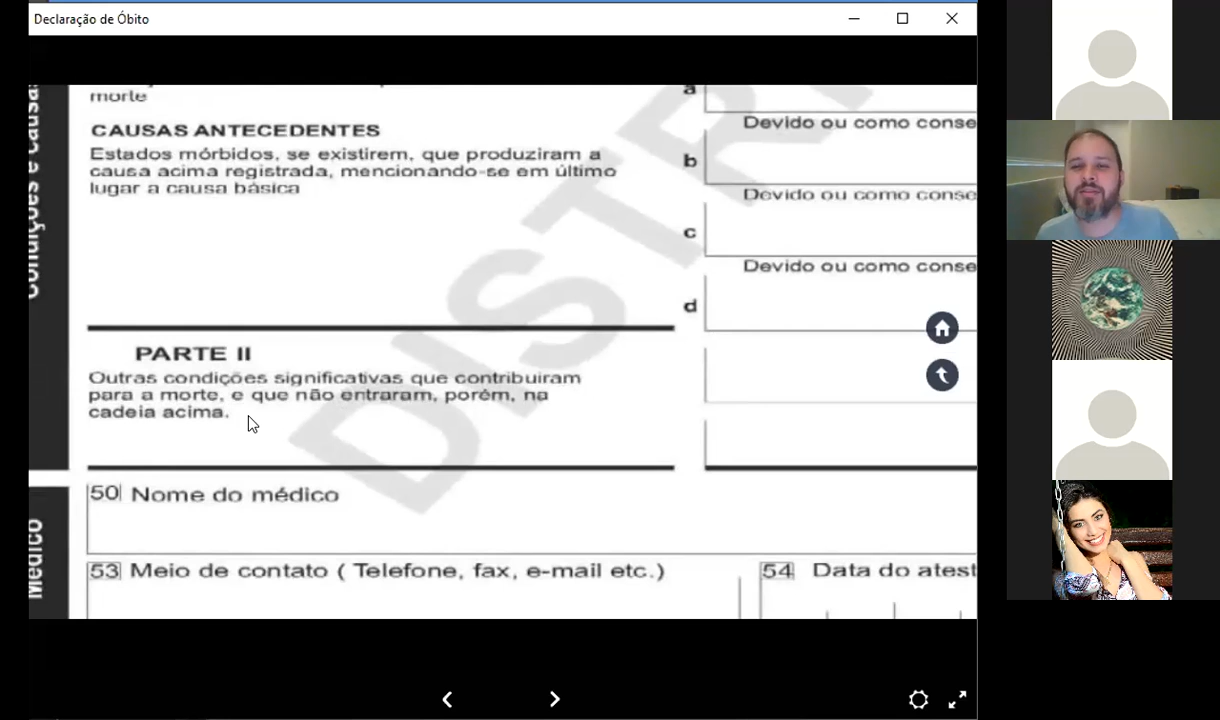 Declaração de Óbito
morte
CAUSAS ANTECEDENTES
Estados mórbidos, se existirem, que produziram a
causa acima registrada, mencionando-se em último
lugar a causa básica
a
Devido ou como conse
b
Devido ou como conse
c
Devido ou como conse
d
PARTE II
Outras condições significativas que contribuiram
para a morte, e que não entraram, porém, na
cadeia acima.
50 Nome do médico
53 Meio de contato ( Telefone, fax, e-mail etc.)
54 Data do atest
Condições e causas
Médico
DISTRI